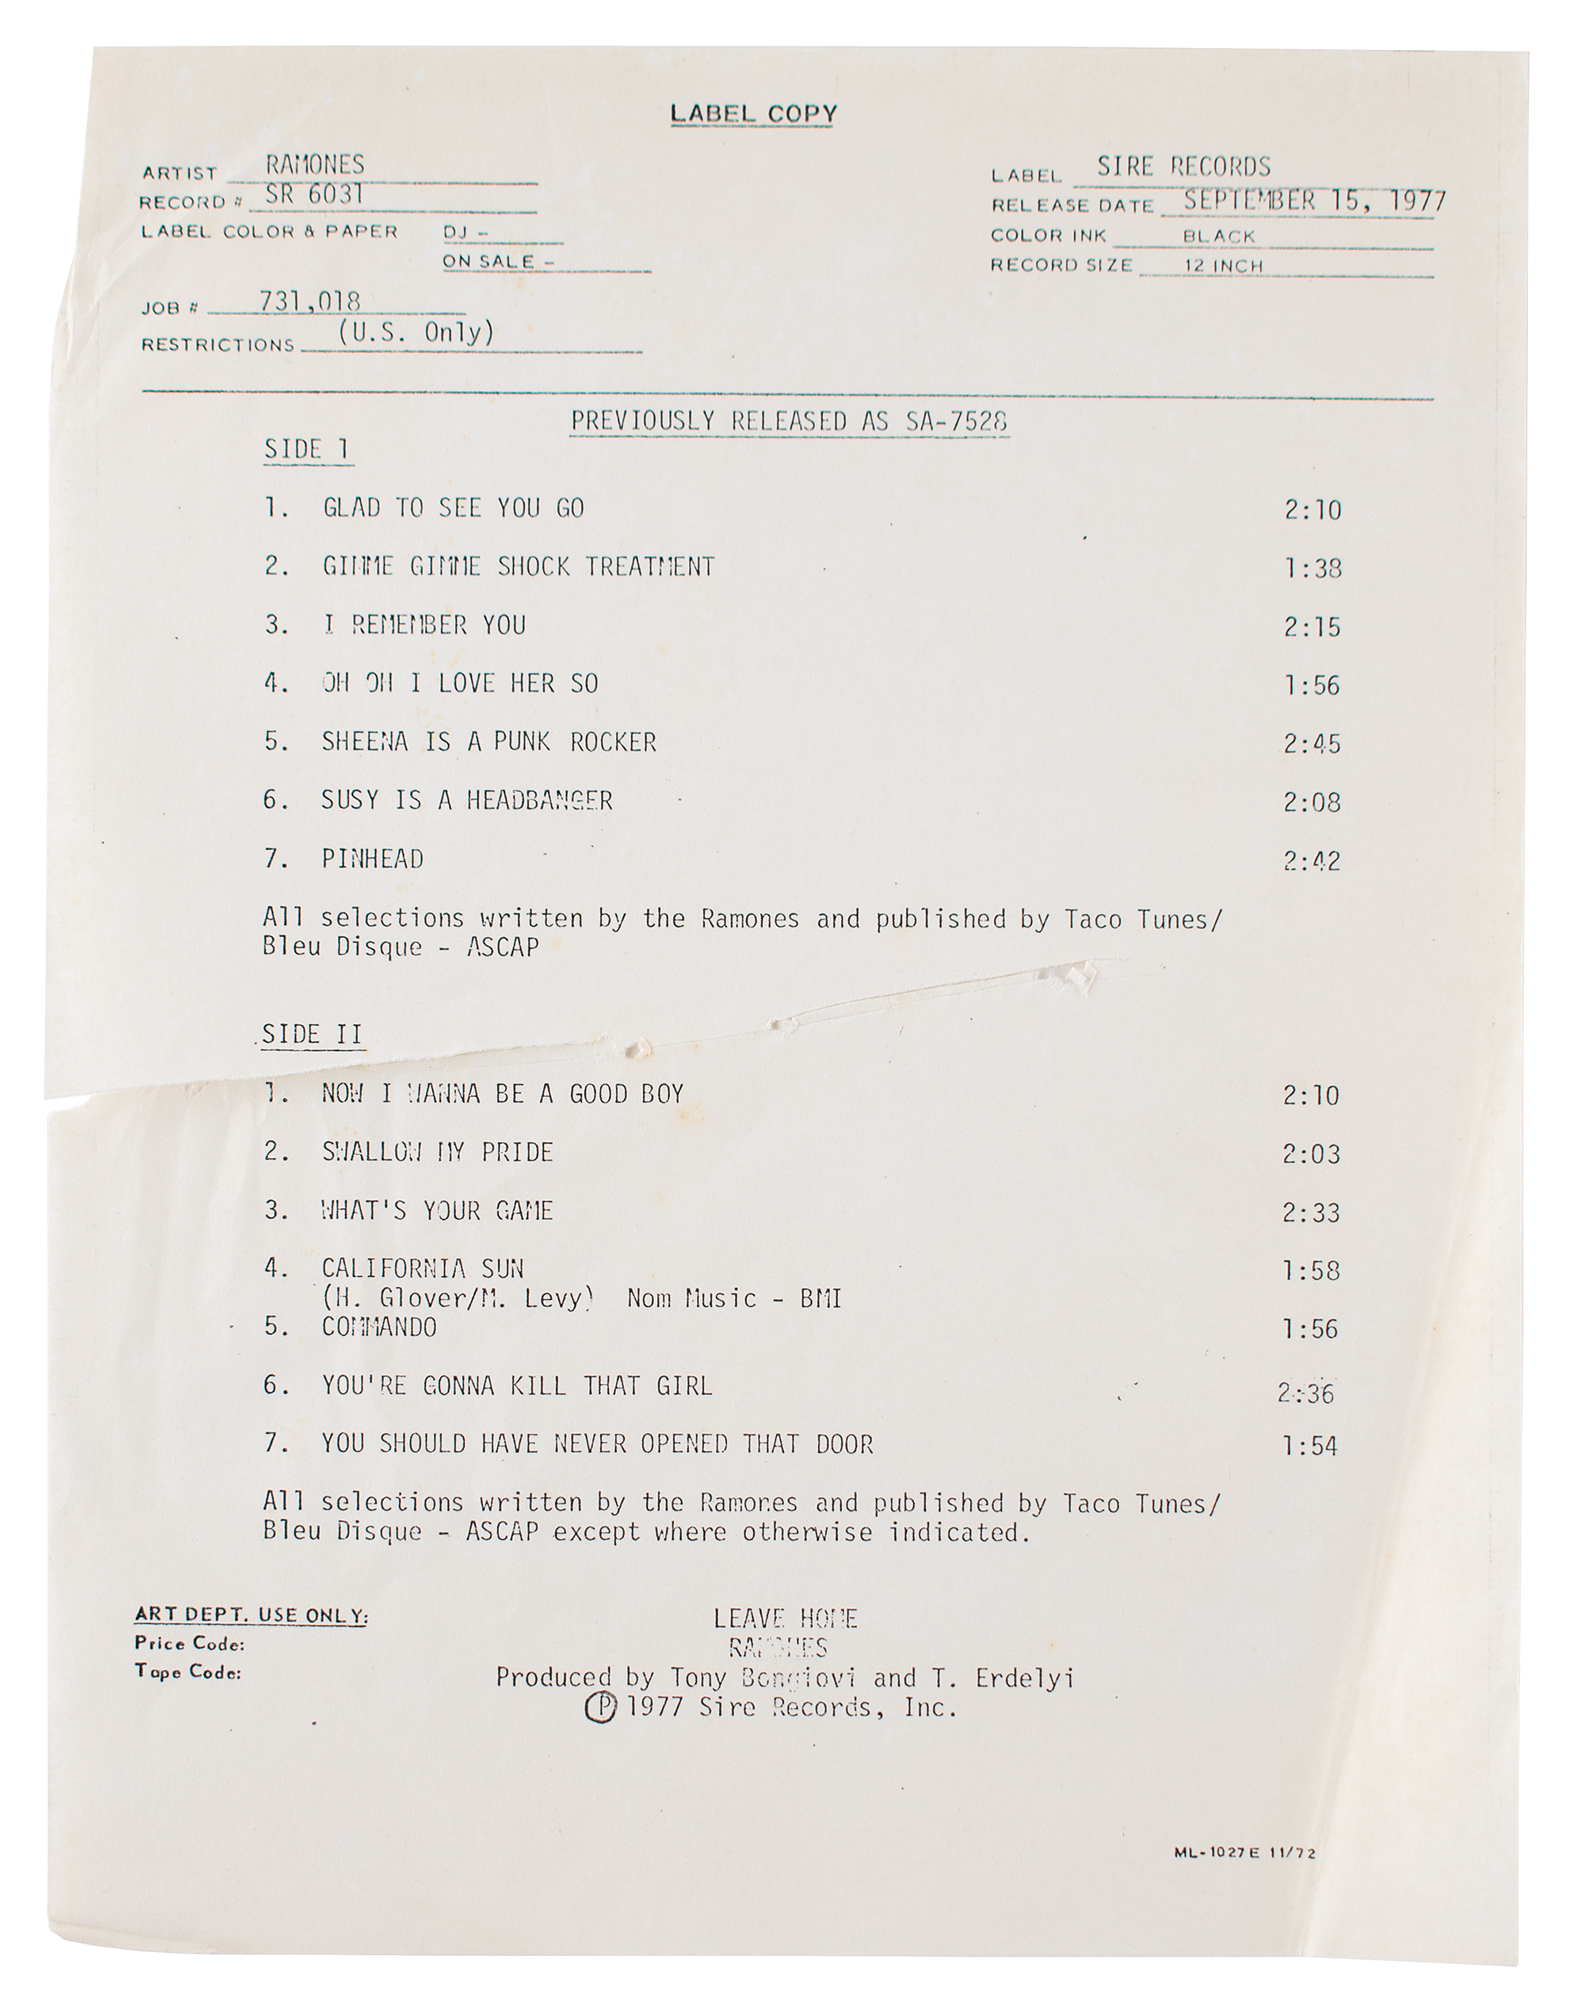 LABEL COPY
ARTIST RAMONES
LABEL SIRE RECORDS
RECORD # SR 6031
RELEASE DATE SEPTEMBER 15, 1977
LABEL COLOR & PAPER DJ -
COLOR INK BLACK
ON SALE -
RECORD SIZE 12 INCH
JOB # 731,018
RESTRICTIONS (U.S. Only)
PREVIOUSLY RELEASED AS SA-7528
SIDE 1
1. GLAD TO SEE YOU GO 2:10
2. GIMME GIMME SHOCK TREATMENT 1:38
3. I REMEMBER YOU 2:15
4. OH OH I LOVE HER SO 1:56
5. SHEENA IS A PUNK ROCKER 2:45
6. SUSY IS A HEADBANGER 2:08
7. PINHEAD 2:42
All selections written by the Ramones and published by Taco Tunes/
Bleu Disque - ASCAP
SIDE II
1. NOW I WANNA BE A GOOD BOY 2:10
2. SWALLOW MY PRIDE 2:03
3. WHAT'S YOUR GAME 2:33
4. CALIFORNIA SUN 1:58
(H. Glover/M. Levy) Nom Music - BMI
5. COMMANDO 1:56
6. YOU'RE GONNA KILL THAT GIRL 2:36
7. YOU SHOULD HAVE NEVER OPENED THAT DOOR 1:54
All selections written by the Ramones and published by Taco Tunes/
Bleu Disque - ASCAP except where otherwise indicated.
ART DEPT. USE ONLY:
Price Code:
Tape Code:
LEAVE HOME
RAMONES
Produced by Tony Bongiovi and T. Erdelyi
Ⓟ 1977 Sire Records, Inc.
ML-1027E 11/72